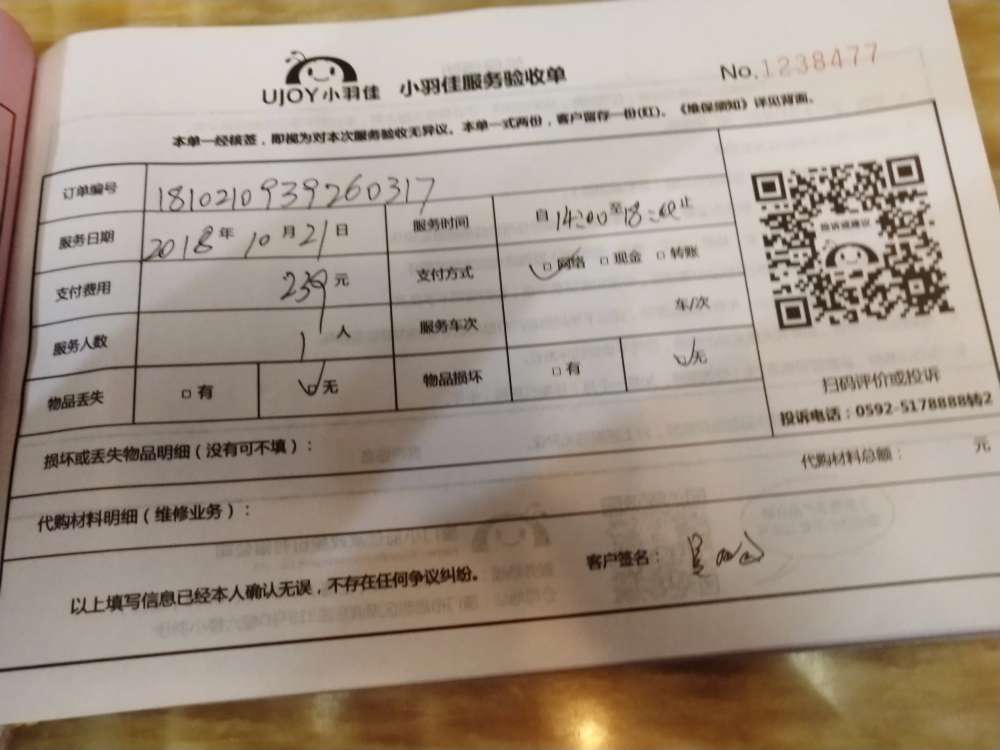 UJOY小羽佳 小羽佳服务验收单 No.1238477
本单一经核签，即视为对本次服务验收无异议。本单一式两份，客户留存一份(红)。《维保须知》详见背面。
订单编号 1810210939260317
服务日期 2018年10月21日 服务时间 自14:00至18:00止
支付费用 239元 支付方式 ☑网络 □现金 □转账
服务人数 1人 服务车次 车/次
物品丢失 □有 ☑无 物品损坏 □有 ☑无
投诉或建议
扫码评价或投诉
投诉电话：0592-5178888转2
损坏或丢失物品明细（没有可不填）：
代购材料明细（维修业务）： 代购材料总额： 元
以上填写信息已经本人确认无误，不存在任何争议纠纷。 客户签名：